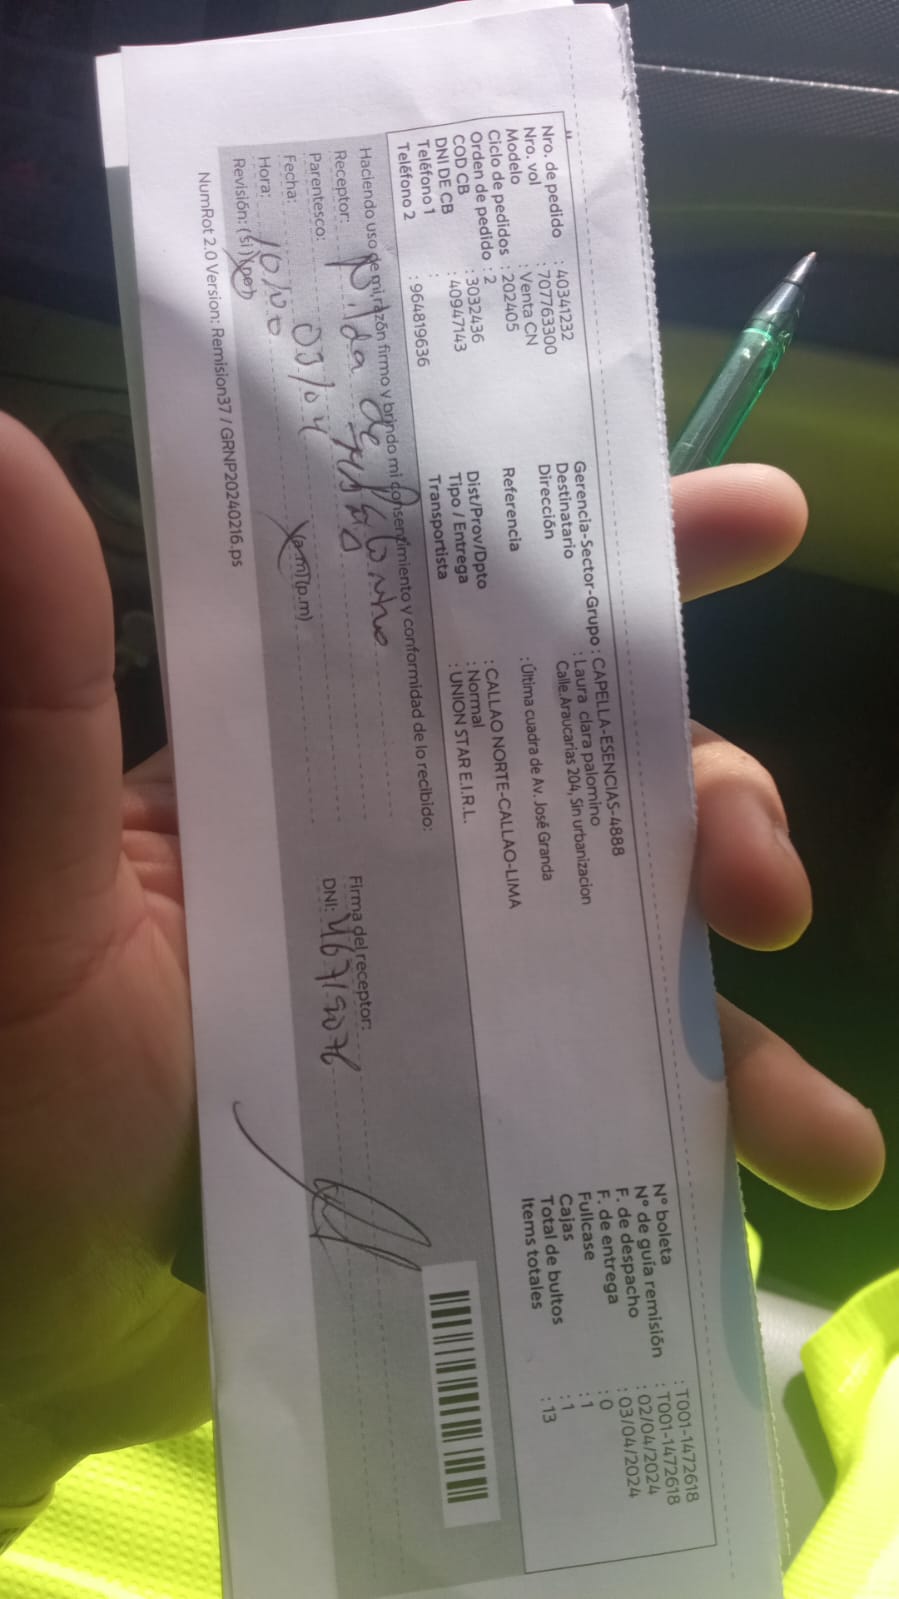 Nro. de pedido : 40341232
Nro. vol : 707763300
Modelo : Venta CN
Ciclo de pedidos : 202405
Orden de pedido : 2
COD CB : 3032436
DNI DE CB : 40947143
Teléfono 1 :
Teléfono 2 : 964819636
Gerencia-Sector-Grupo : CAPELLA-ESENCIAS-4888
Destinatario : Laura clara palomino
Dirección Calle Araucarias 204, Sin urbanizacion
Referencia : Última cuadra de Av. José Granda
Dist/Prov/Dpto : CALLAO NORTE-CALLAO-LIMA
Tipo / Entrega : Normal
Transportista : UNION STAR E.I.R.L.
N° boleta : T001-1472618
N° de guía remisión : T001-1472618
F. de despacho : 02/04/2024
F. de entrega : 03/04/2024
Fullcase : 0
Cajas : 1
Total de bultos : 1
Items totales : 13
Haciendo uso de mi razón firmo y brindo mi consentimiento y conformidad de lo recibido:
Receptor:
Parentesco:
Fecha: 03/04
Hora: 10:00 (a.m) (p.m)
Revisión: (si) (no)
Firma del receptor:
DNI: 46719076
NumRot 2.0 Version: Remision37 / GRNP20240216.ps